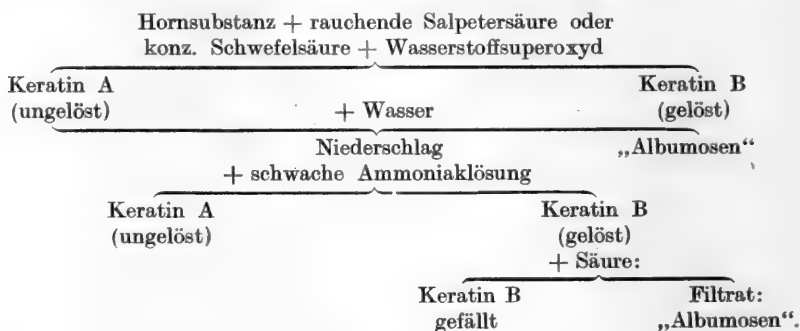 Hornsubstanz + rauchende Salpetersäure oder
konz. Schwefelsäure + Wasserstoffsuperoxyd
Keratin A Keratin B
(ungelöst) + Wasser (gelöst)
Niederschlag „Albumosen“
+ schwache Ammoniaklösung
Keratin A Keratin B
(ungelöst) (gelöst)
+ Säure:
Keratin B Filtrat:
gefällt „Albumosen“.